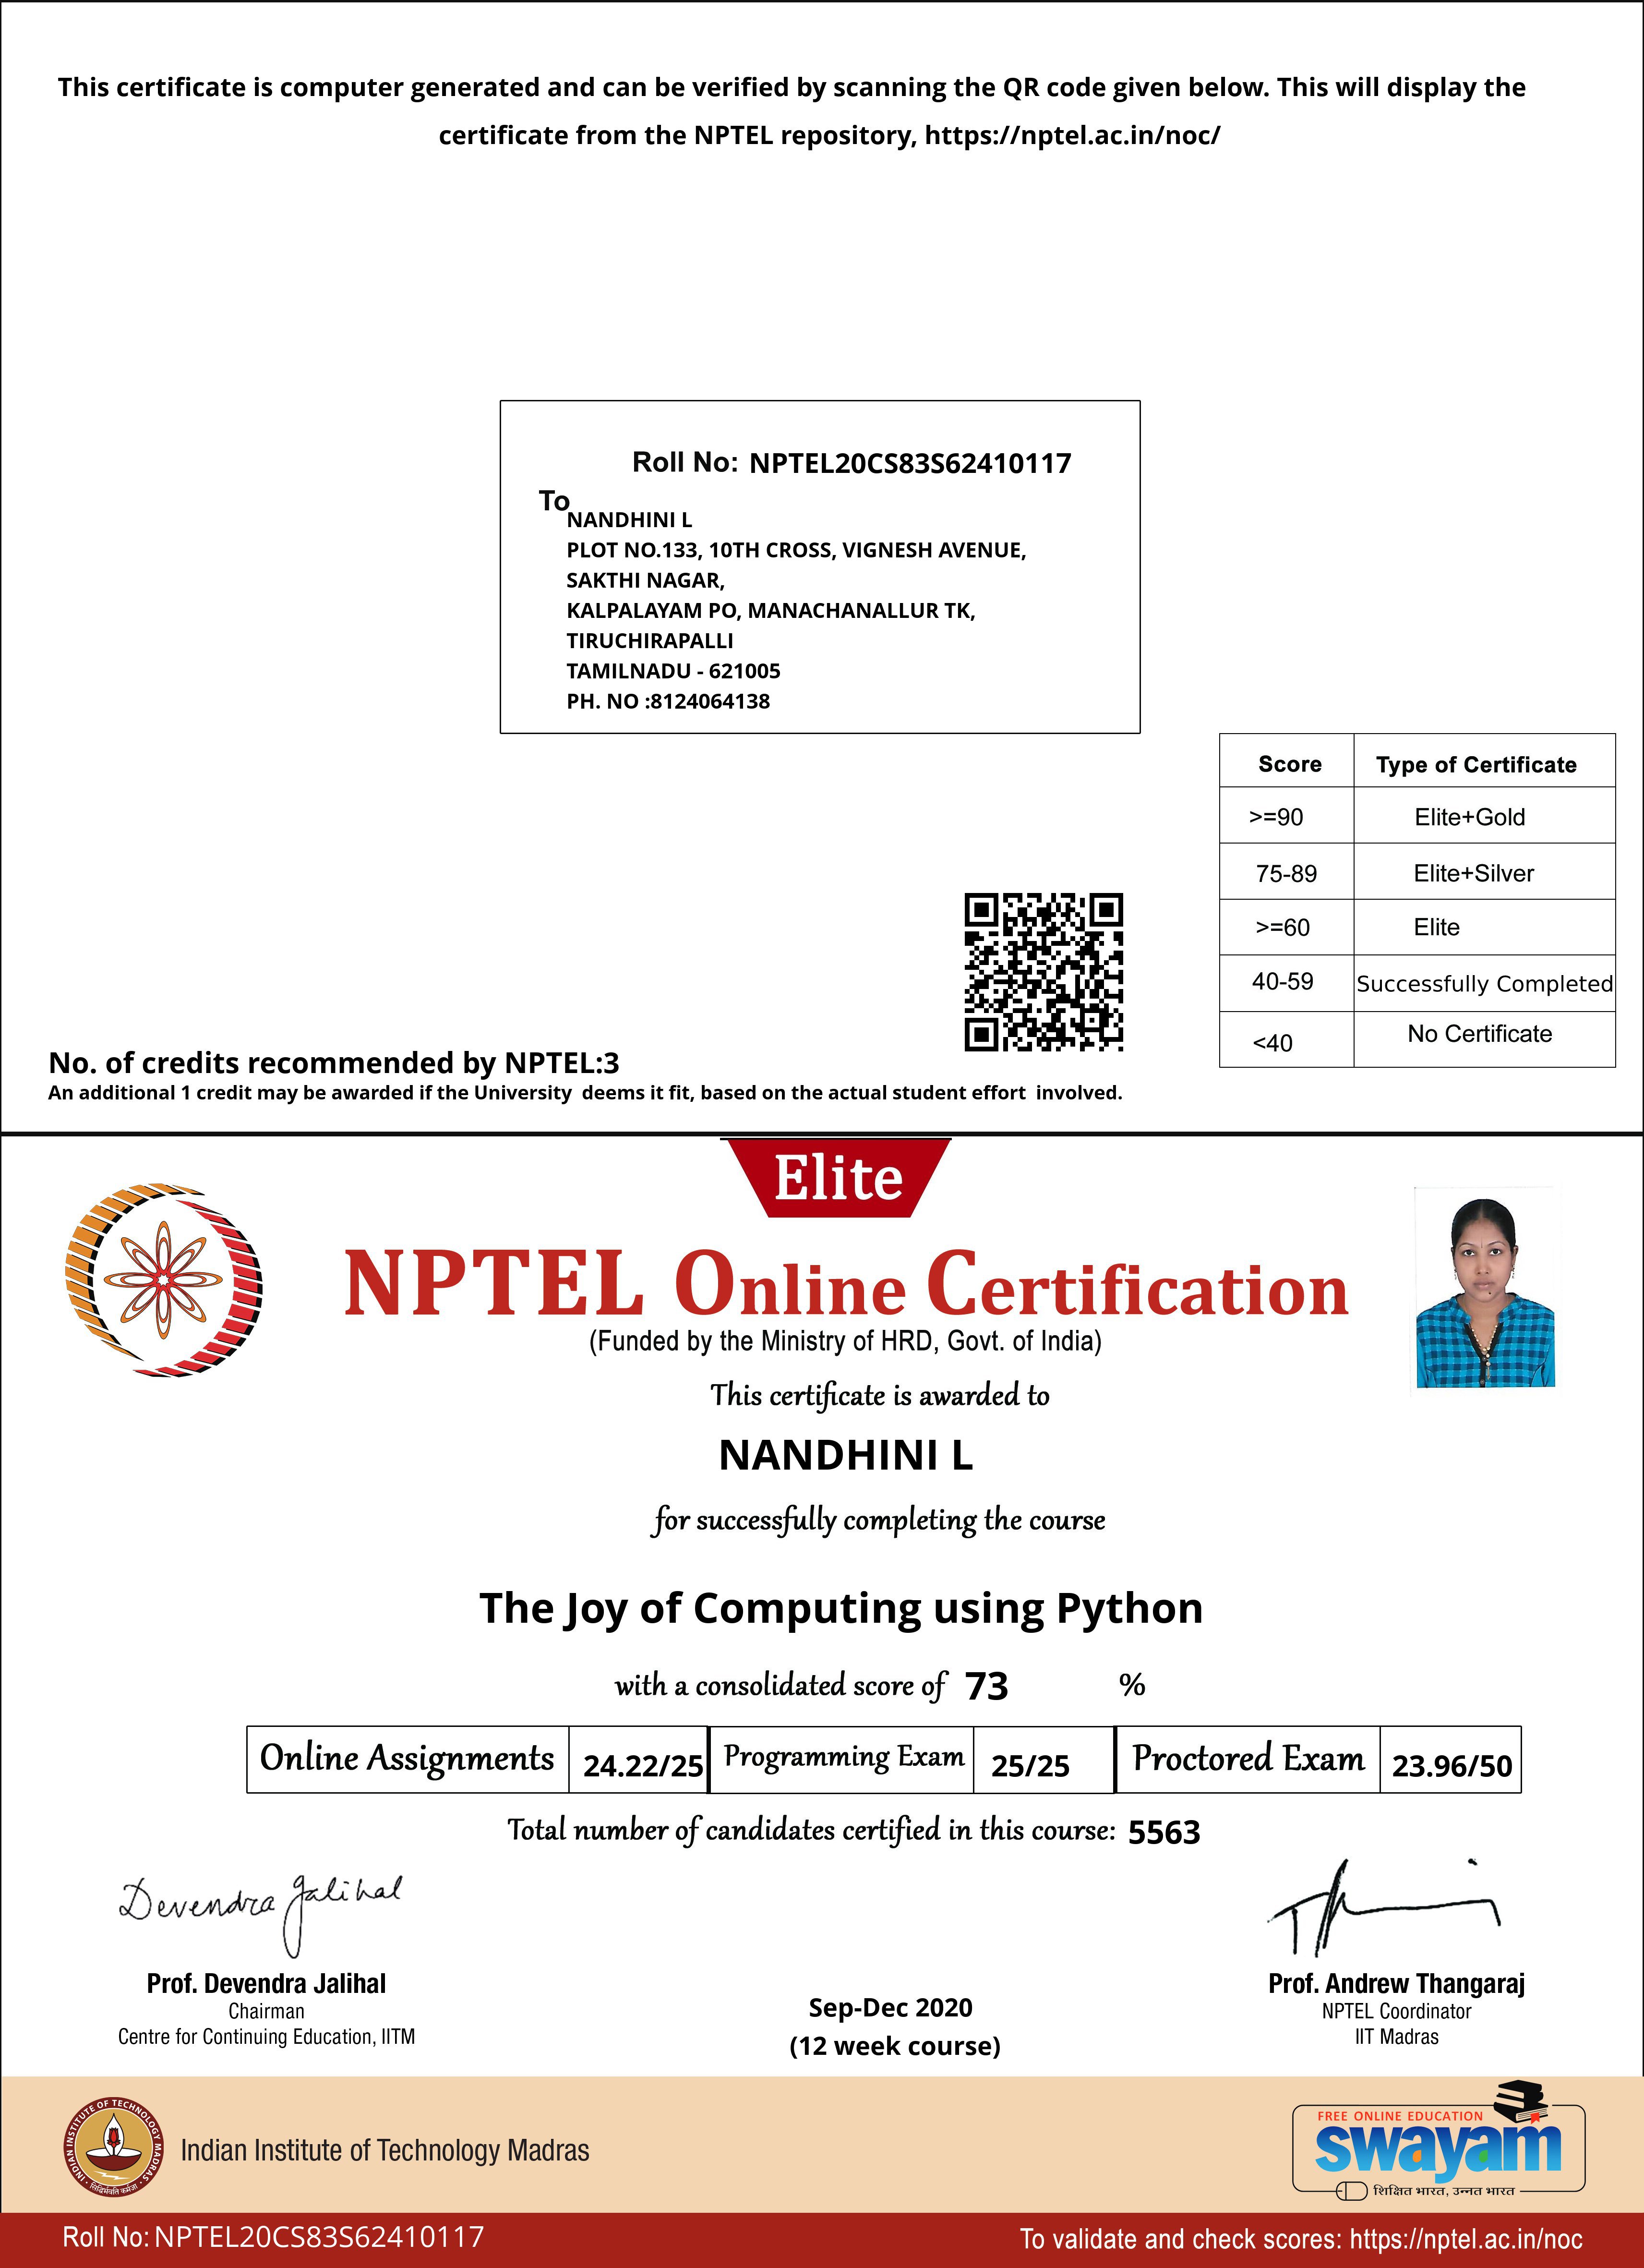 This certificate is computer generated and can be verified by scanning the QR code given below. This will display the
certificate from the NPTEL repository, https://nptel.ac.in/noc/
Roll No: NPTEL20CS83S62410117
To
NANDHINI L
PLOT NO.133, 10TH CROSS, VIGNESH AVENUE,
SAKTHI NAGAR,
KALPALAYAM PO, MANACHANALLUR TK,
TIRUCHIRAPALLI
TAMILNADU - 621005
PH. NO :8124064138
Score Type of Certificate
>=90 Elite+Gold
75-89 Elite+Silver
>=60 Elite
40-59 Successfully Completed
<40 No Certificate
No. of credits recommended by NPTEL:3
An additional 1 credit may be awarded if the University deems it fit, based on the actual student effort involved.
Elite
NPTEL Online Certification
(Funded by the Ministry of HRD, Govt. of India)
This certificate is awarded to
NANDHINI L
for successfully completing the course
The Joy of Computing using Python
with a consolidated score of 73 %
Online Assignments 24.22/25 Programming Exam 25/25 Proctored Exam 23.96/50
Total number of candidates certified in this course: 5563
Devendra Jalihal
Prof. Devendra Jalihal
Chairman
Centre for Continuing Education, IITM
Sep-Dec 2020
(12 week course)
Prof. Andrew Thangaraj
NPTEL Coordinator
IIT Madras
INDIAN INSTITUTE OF TECHNOLOGY MADRAS
सिद्धिर्भवति कर्मजा
Indian Institute of Technology Madras
FREE ONLINE EDUCATION
swayam
शिक्षित भारत, उन्नत भारत
Roll No: NPTEL20CS83S62410117
To validate and check scores: https://nptel.ac.in/noc